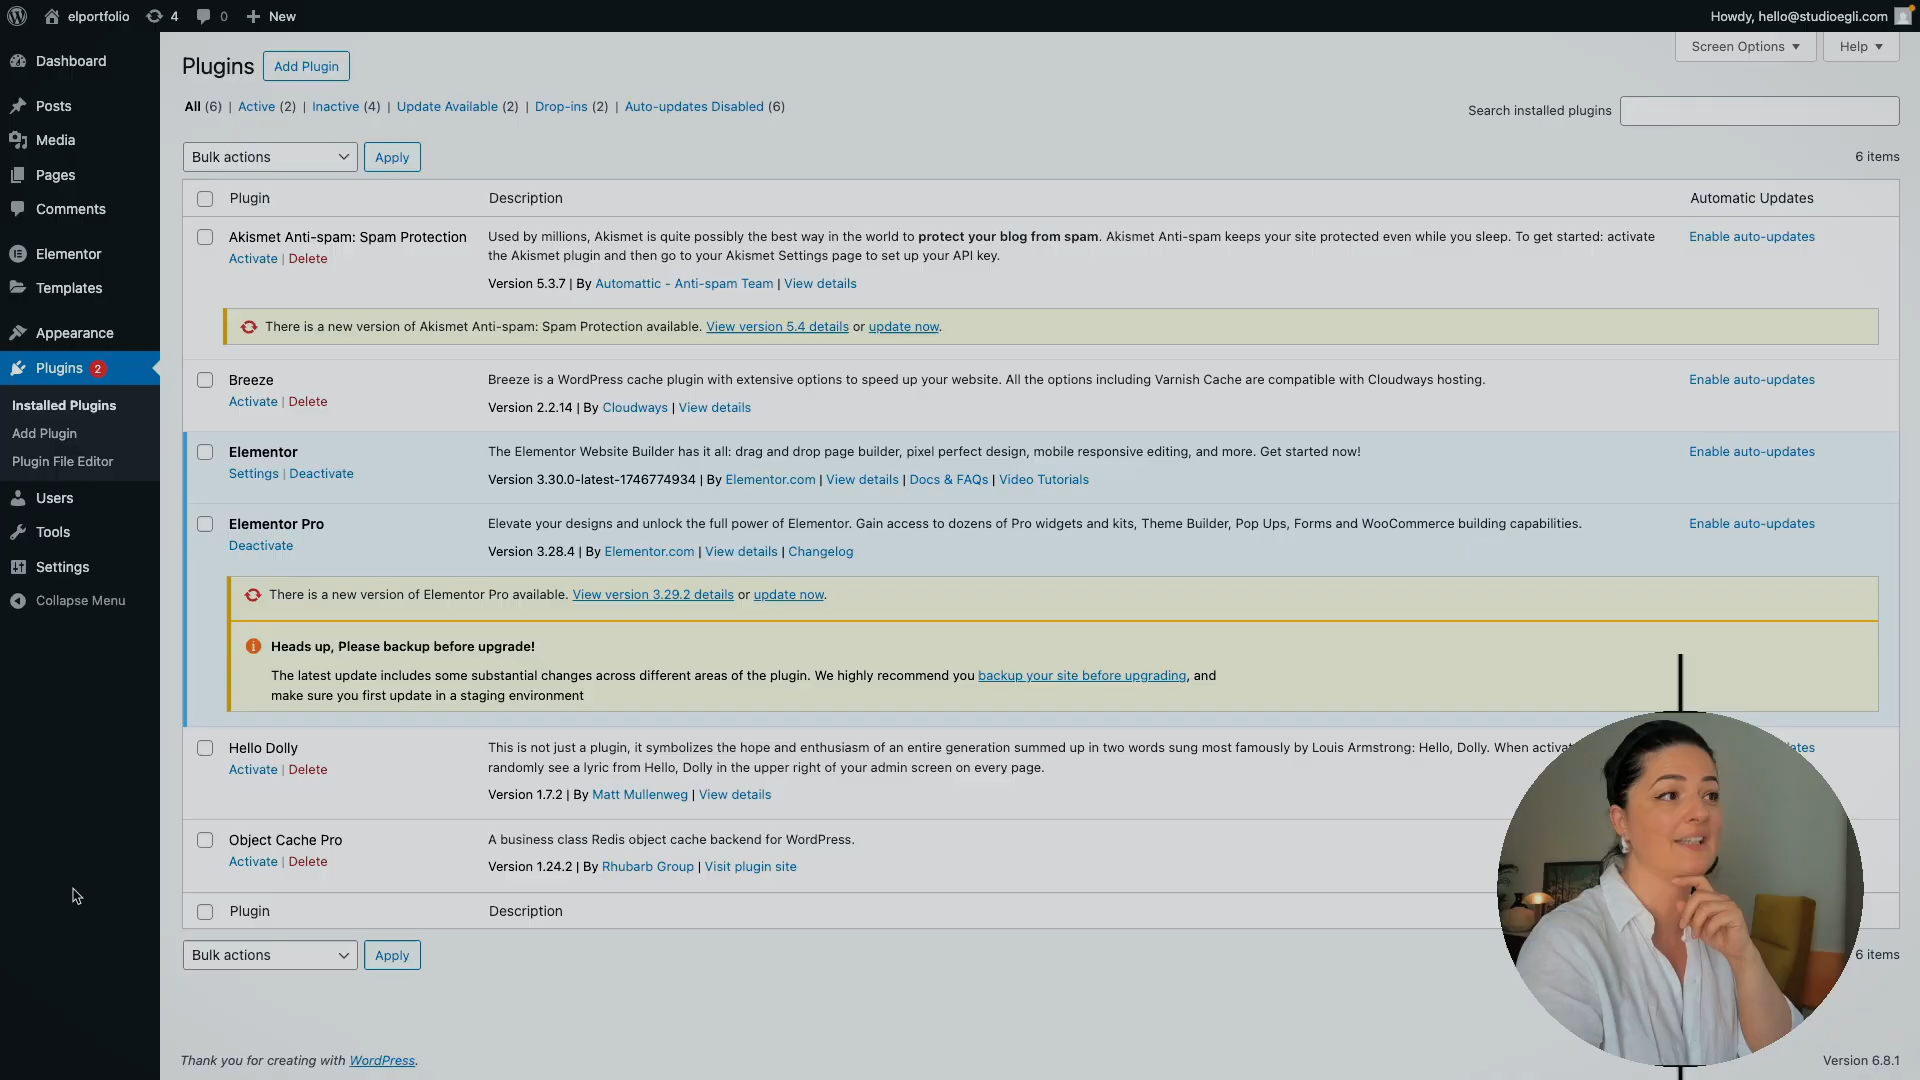 elportfolio 4 0 New Howdy, hello@studioegli.com
Screen Options Help
Dashboard
Posts
Media
Pages
Comments
Elementor
Templates
Appearance
Plugins 2
Installed Plugins
Add Plugin
Plugin File Editor
Users
Tools
Settings
Collapse Menu
Plugins Add Plugin
All (6) | Active (2) | Inactive (4) | Update Available (2) | Drop-ins (2) | Auto-updates Disabled (6)
Search installed plugins
Bulk actions Apply 6 items
Plugin Description Automatic Updates
Akismet Anti-spam: Spam Protection
Activate | Delete
Used by millions, Akismet is quite possibly the best way in the world to protect your blog from spam. Akismet Anti-spam keeps your site protected even while you sleep. To get started: activate
the Akismet plugin and then go to your Akismet Settings page to set up your API key.
Version 5.3.7 | By Automattic - Anti-spam Team | View details
Enable auto-updates
There is a new version of Akismet Anti-spam: Spam Protection available. View version 5.4 details or update now.
Breeze
Activate | Delete
Breeze is a WordPress cache plugin with extensive options to speed up your website. All the options including Varnish Cache are compatible with Cloudways hosting.
Version 2.2.14 | By Cloudways | View details
Enable auto-updates
Elementor
Settings | Deactivate
The Elementor Website Builder has it all: drag and drop page builder, pixel perfect design, mobile responsive editing, and more. Get started now!
Version 3.30.0-latest-1746774934 | By Elementor.com | View details | Docs & FAQs | Video Tutorials
Enable auto-updates
Elementor Pro
Deactivate
Elevate your designs and unlock the full power of Elementor. Gain access to dozens of Pro widgets and kits, Theme Builder, Pop Ups, Forms and WooCommerce building capabilities.
Version 3.28.4 | By Elementor.com | View details | Changelog
Enable auto-updates
There is a new version of Elementor Pro available. View version 3.29.2 details or update now.
Heads up, Please backup before upgrade!
The latest update includes some substantial changes across different areas of the plugin. We highly recommend you backup your site before upgrading, and
make sure you first update in a staging environment
Hello Dolly
Activate | Delete
This is not just a plugin, it symbolizes the hope and enthusiasm of an entire generation summed up in two words sung most famously by Louis Armstrong: Hello, Dolly. When
randomly see a lyric from Hello, Dolly in the upper right of your admin screen on every page.
Version 1.7.2 | By Matt Mullenweg | View details
Object Cache Pro
Activate | Delete
A business class Redis object cache backend for WordPress.
Version 1.24.2 | By Rhubarb Group | Visit plugin site
Plugin Description
Bulk actions Apply 6 items
Thank you for creating with WordPress. Version 6.8.1